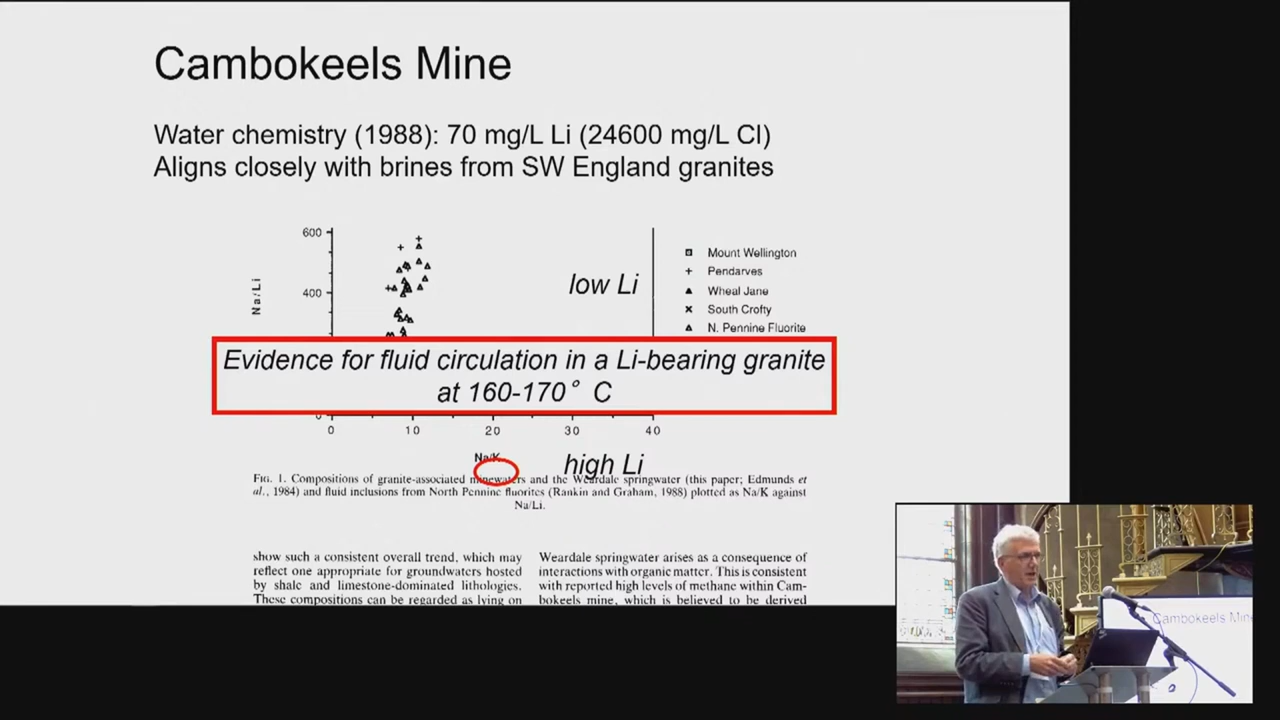 Cambokeels Mine
Water chemistry (1988): 70 mg/L Li (24600 mg/L Cl)
Aligns closely with brines from SW England granites
600
400
0
Na/Li
low Li
Mount Wellington
Pendarves
Wheal Jane
South Crofty
N. Pennine Fluorite
Evidence for fluid circulation in a Li-bearing granite
at 160-170° C
0 10 20 30 40
Na/K
high Li
FIG. 1. Compositions of granite-associated minewaters and the Weardale springwater (this paper; Edmunds et
al., 1984) and fluid inclusions from North Pennine fluorites (Rankin and Graham, 1988) plotted as Na/K against
Na/Li.
show such a consistent overall trend, which may
reflect one appropriate for groundwaters hosted
by shale and limestone-dominated lithologies.
These compositions can be regarded as lying on
Weardale springwater arises as a consequence of
interactions with organic matter. This is consistent
with reported high levels of methane within Cam-
bokeels mine, which is believed to be derived
Cambokeels Mine